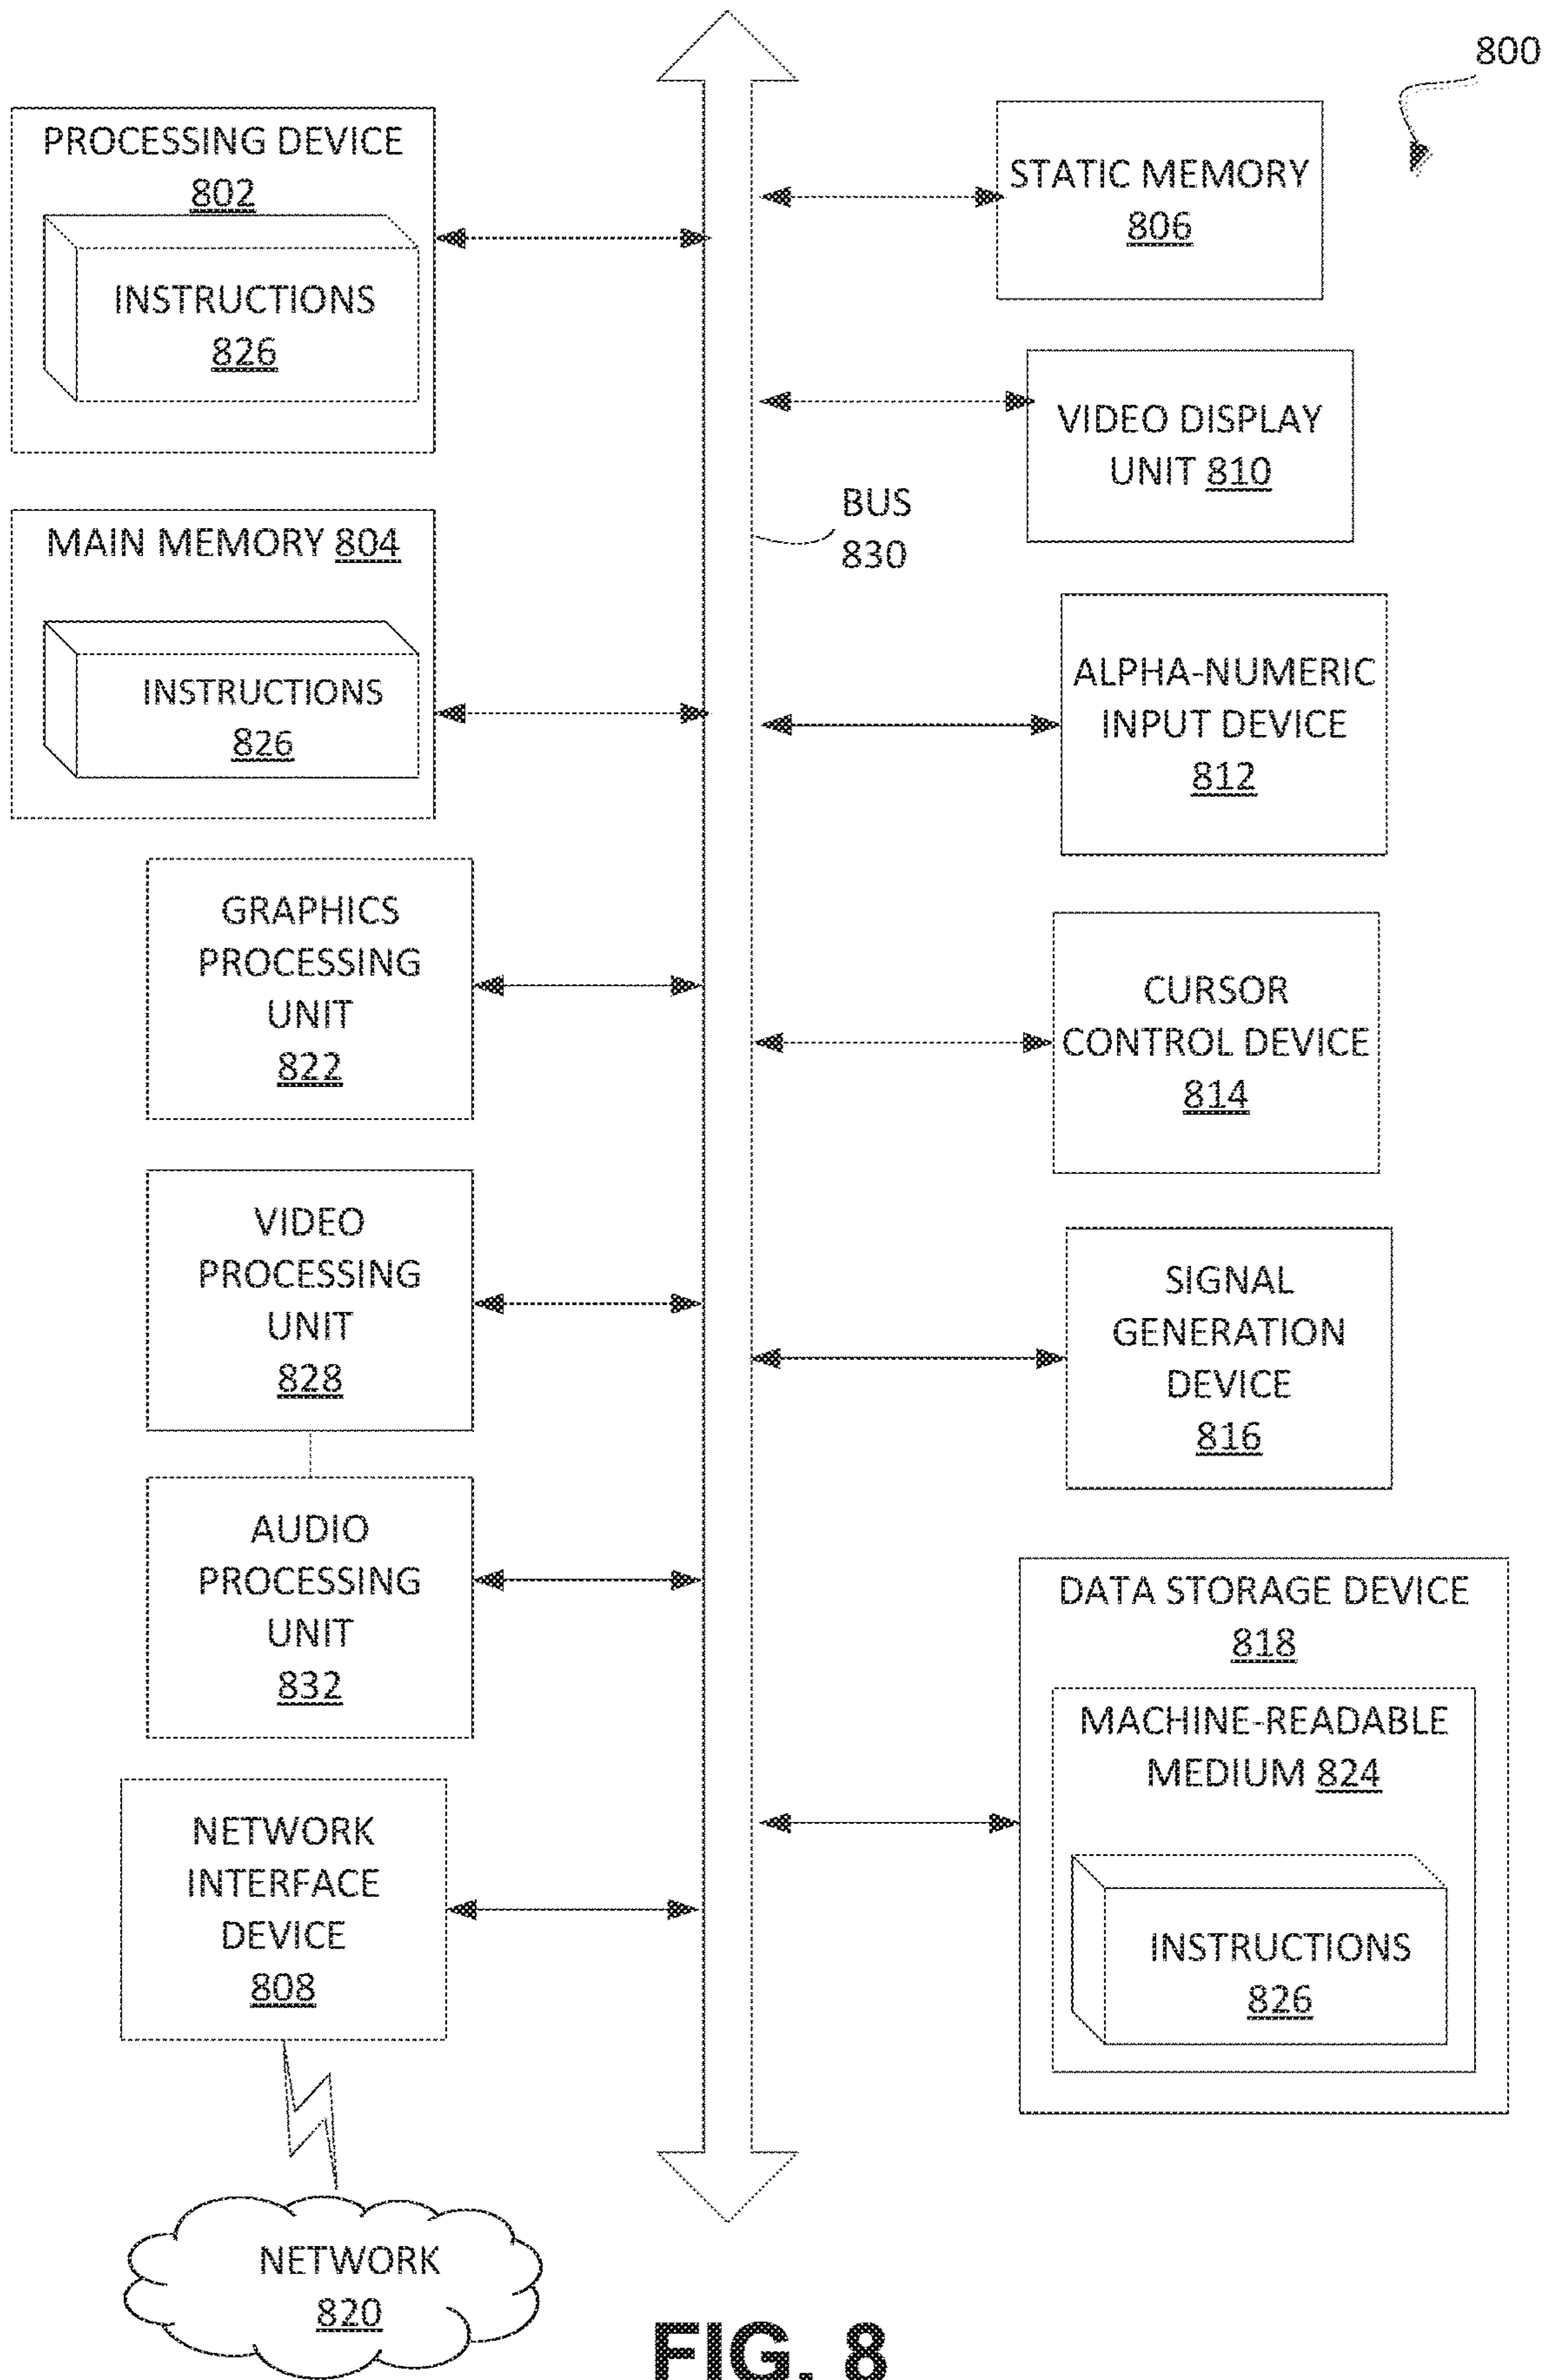 800
PROCESSING DEVICE
802
INSTRUCTIONS
826
MAIN MEMORY 804
INSTRUCTIONS
826
GRAPHICS
PROCESSING
UNIT
822
VIDEO
PROCESSING
UNIT
828
AUDIO
PROCESSING
UNIT
832
NETWORK
INTERFACE
DEVICE
808
NETWORK
820
BUS
830
STATIC MEMORY
806
VIDEO DISPLAY
UNIT 810
ALPHA-NUMERIC
INPUT DEVICE
812
CURSOR
CONTROL DEVICE
814
SIGNAL
GENERATION
DEVICE
816
DATA STORAGE DEVICE
818
MACHINE-READABLE
MEDIUM 824
INSTRUCTIONS
826
FIG. 8